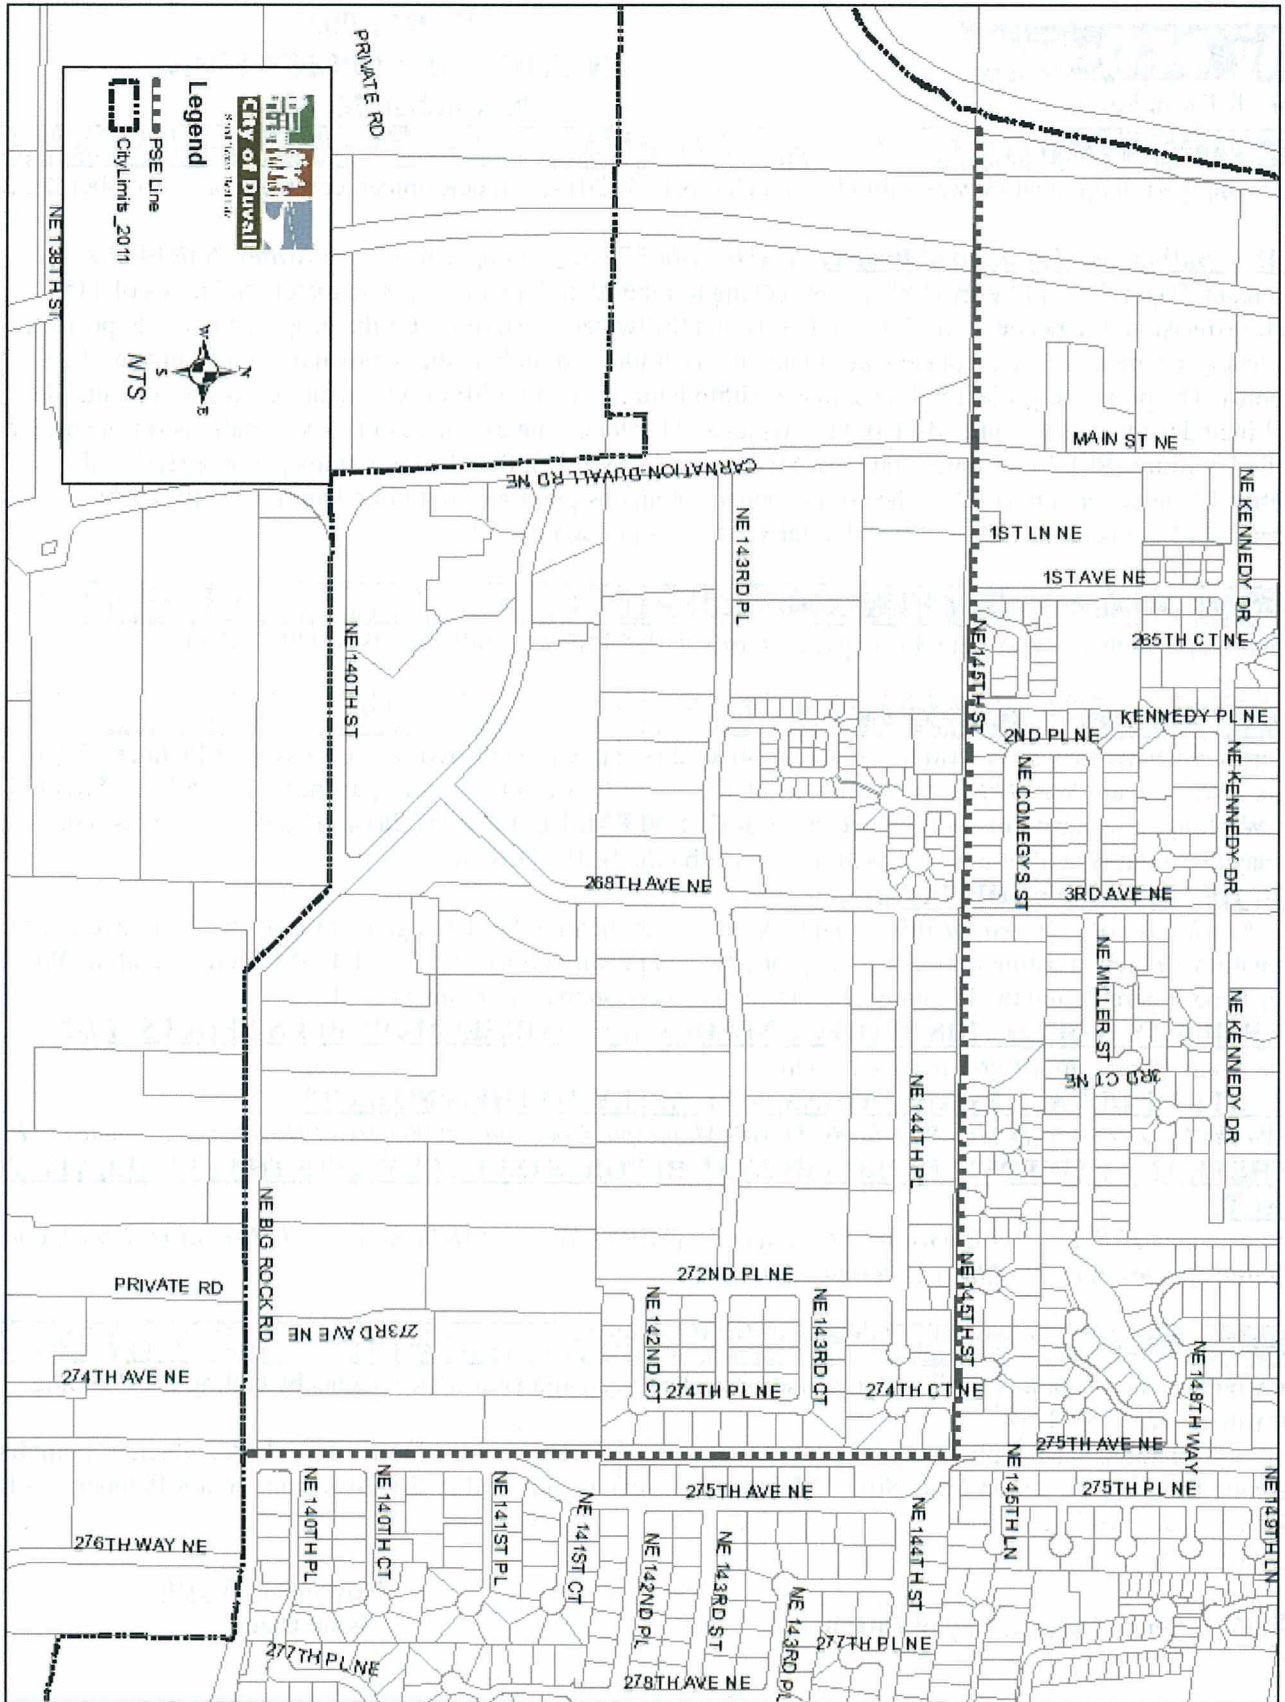 PRIVATE RD
Legend
PSE Line
CityLimits_2011
City of Duvall
NE 138TH ST
N
W
E
S
NTS
MAIN ST NE
CARNATION DUVALL RD NE
NE KENNEDY DR
1ST LN NE
1ST AVE NE
NE 143RD PL
265TH CT NE
NE 145TH ST
NE 140TH ST
KENNEDY PL NE
2ND PL NE
NE COMEGYS ST
NE KENNEDY DR
268TH AVE NE
3RD AVE NE
NE MILLER ST
NE KENNEDY DR
3RD CT NE
NE 144TH PL
NE BIG ROCK RD
272ND PL NE
NE 145TH ST
PRIVATE RD
273RD AVE NE
NE 142ND CT
NE 143RD CT
274TH AVE NE
274TH PL NE
274TH CT NE
NE 148TH WAY
275TH AVE NE
275TH AVE NE
275TH PL NE
NE 145TH LN
NE 149TH LN
NE 140TH PL
NE 140TH CT
NE 141ST PL
NE 141ST CT
NE 142ND PL
NE 143RD ST
NE 144TH ST
276TH WAY NE
NE 143RD PL
277TH PL NE
277TH PL NE
278TH AVE NE